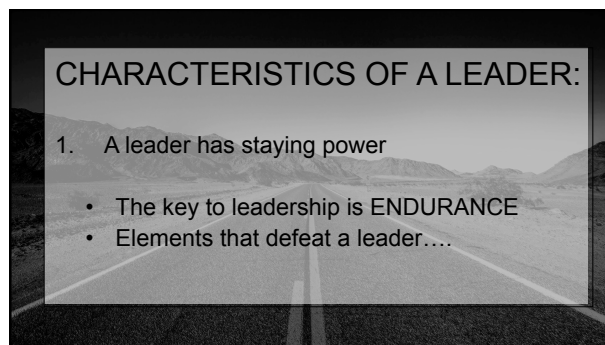 CHARACTERISTICS OF A LEADER:
1. A leader has staying power
• The key to leadership is ENDURANCE
• Elements that defeat a leader….